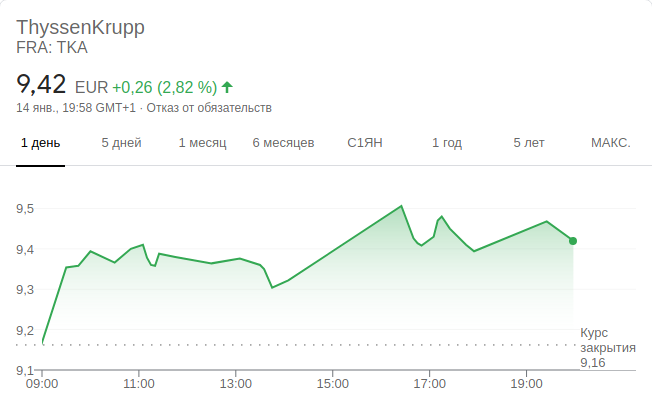 ThyssenKrupp
FRA: TKA
9,42 EUR +0,26 (2,82 %)
14 янв., 19:58 GMT+1 · Отказ от обязательств
1 день 5 дней 1 месяц 6 месяцев С1ЯН 1 год 5 лет МАКС.
9,5
9,4
9,3
9,2
9,1
Курс
закрытия
9,16
09:00 11:00 13:00 15:00 17:00 19:00